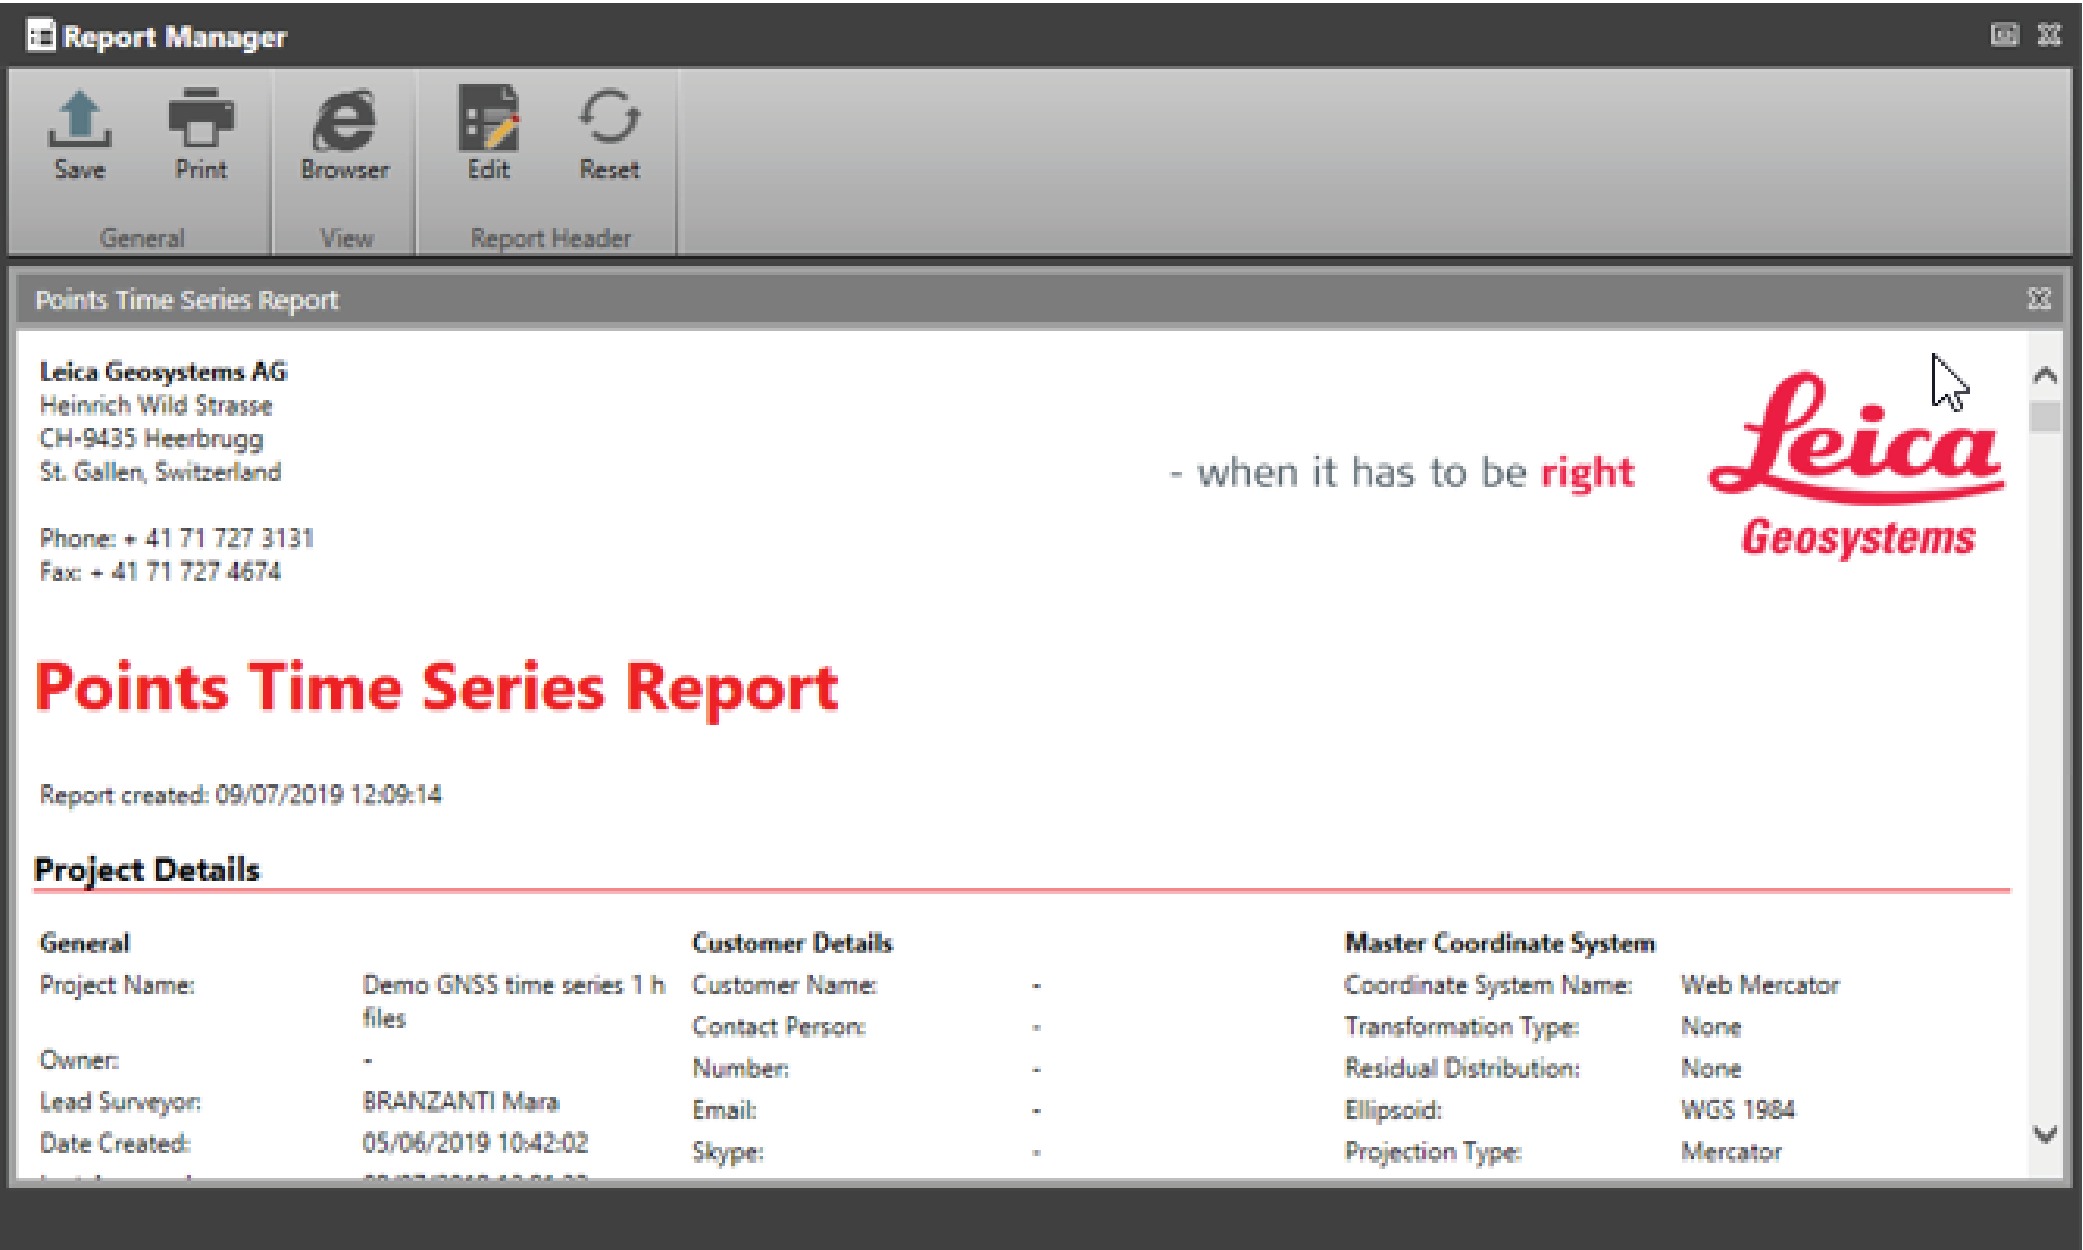 Report Manager
Save Print Browser Edit Reset
General View Report Header
Points Time Series Report
Leica Geosystems AG
Heinrich Wild Strasse
CH-9435 Heerbrugg
St. Gallen, Switzerland
Phone: + 41 71 727 3131
Fax: + 41 71 727 4674
- when it has to be right
Leica
Geosystems
Points Time Series Report
Report created: 09/07/2019 12:09:14
Project Details
General Customer Details Master Coordinate System
Project Name: Demo GNSS time series 1 h Customer Name: - Coordinate System Name: Web Mercator
files Contact Person: - Transformation Type: None
Owner: - Number: - Residual Distribution: None
Lead Surveyor: BRANZANTI Mara Email: - Ellipsoid: WGS 1984
Date Created: 05/06/2019 10:42:02 Skype: - Projection Type: Mercator